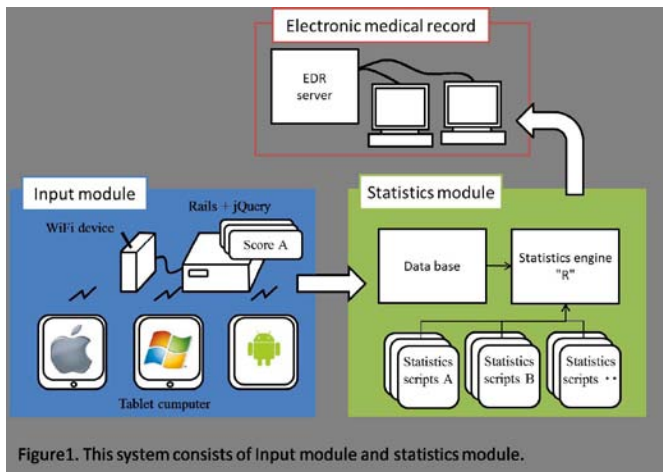 Electronic medical record
EDR
server
Input module
Rails + jQuery
WiFi device
Score A
Tablet cumputer
Statistics module
Data base
Statistics engine
"R"
Statistics
scripts A
Statistics
scripts B
Statistics
scripts ··
Figure1. This system consists of Input module and statistics module.